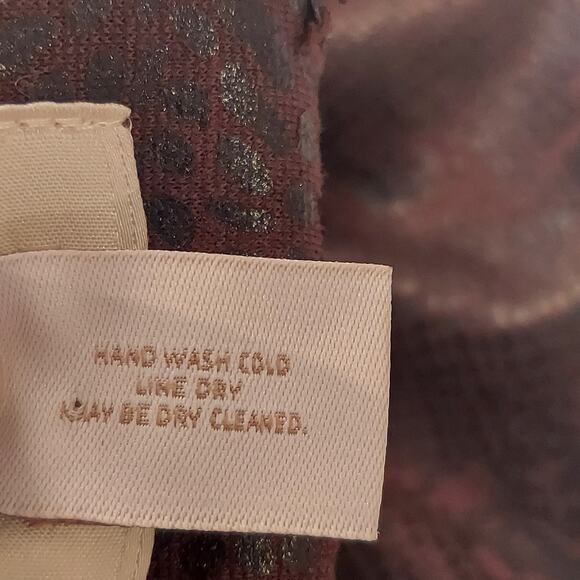 HAND WASH COLD
LINE DRY
MAY BE DRY CLEANED.